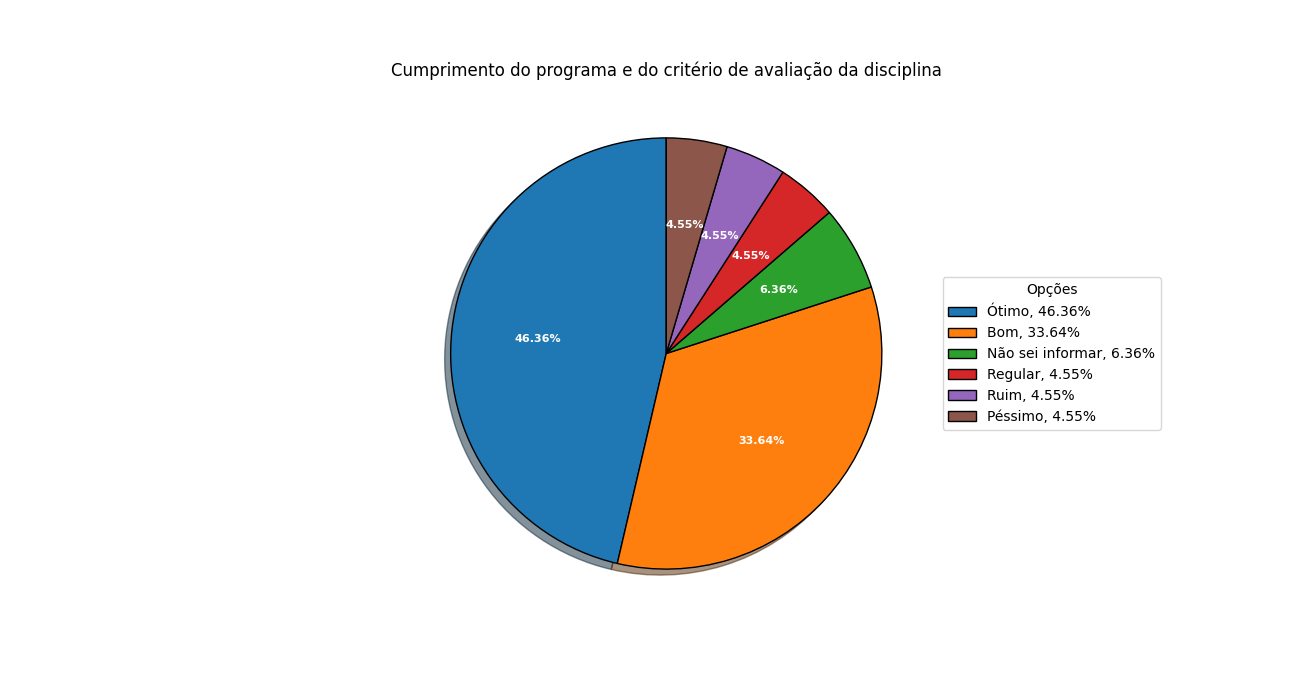 Cumprimento do programa e do critério de avaliação da disciplina
4.55%
4.55%
4.55%
6.36%
46.36%
33.64%
Opções
Ótimo, 46.36%
Bom, 33.64%
Não sei informar, 6.36%
Regular, 4.55%
Ruim, 4.55%
Péssimo, 4.55%